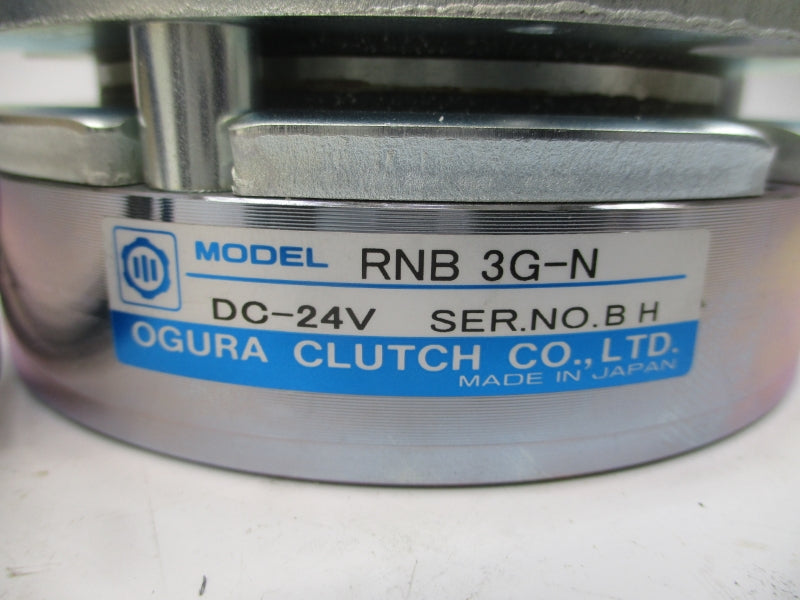 MODEL RNB 3G-N
DC-24V SER.NO.B H
OGURA CLUTCH CO.,LTD.
MADE IN JAPAN